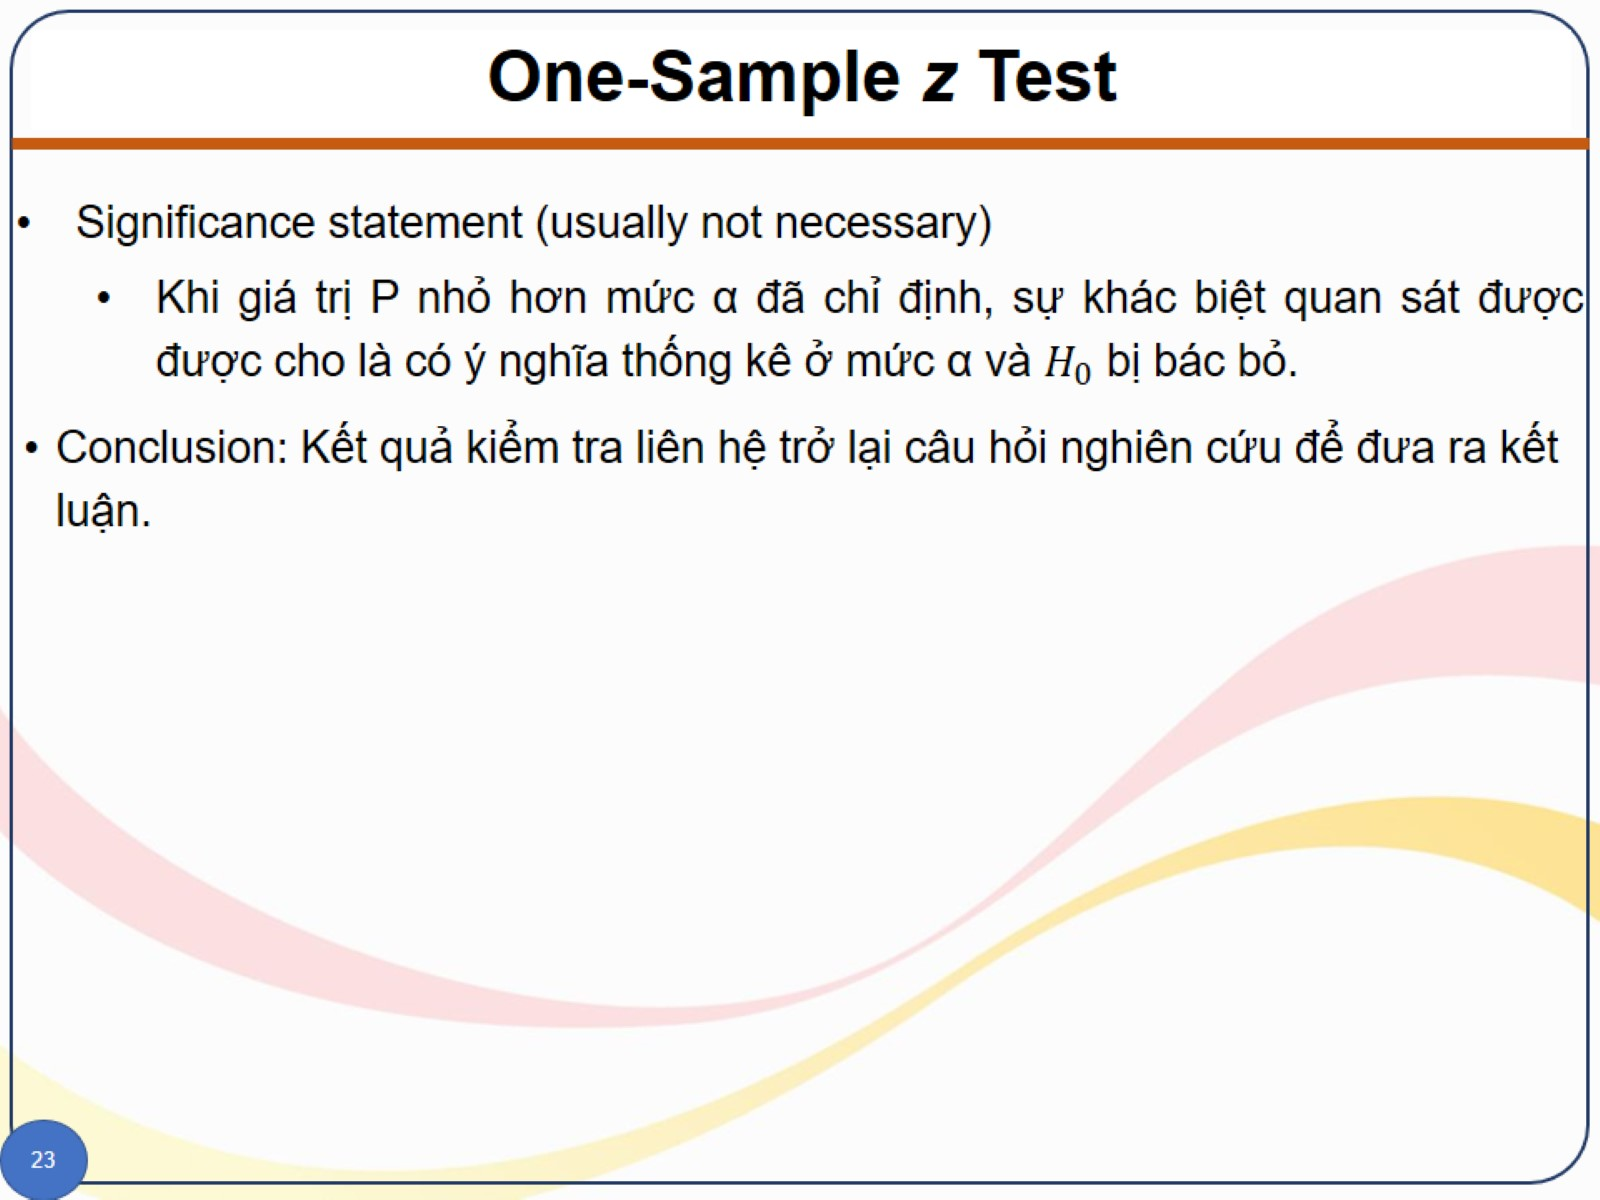 One-Sample z Test
• Significance statement (usually not necessary)
• Khi giá trị P nhỏ hơn mức α đã chỉ định, sự khác biệt quan sát được
được cho là có ý nghĩa thống kê ở mức α và H₀ bị bác bỏ.
• Conclusion: Kết quả kiểm tra liên hệ trở lại câu hỏi nghiên cứu để đưa ra kết
luận.
23